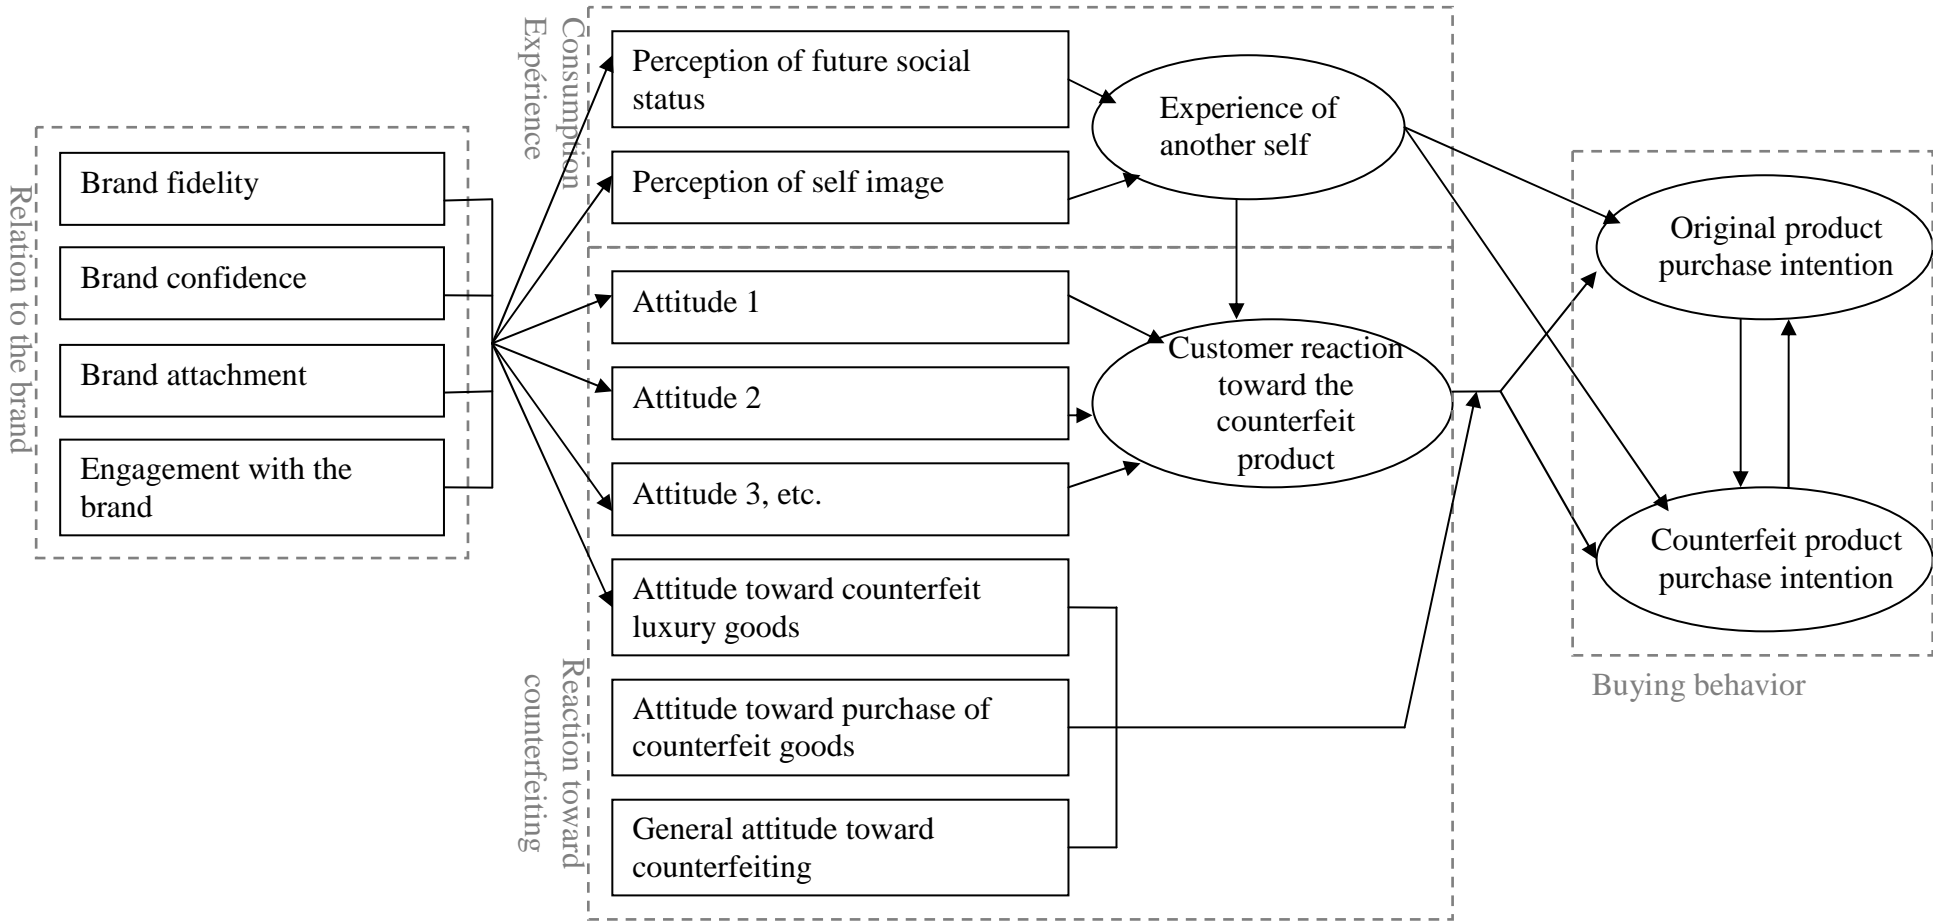 Relation to the brand
Brand fidelity
Brand confidence
Brand attachment
Engagement with the
brand
Consumption
Expérience
Perception of future social
status
Perception of self image
Experience of
another self
Reaction toward
counterfeiting
Attitude 1
Attitude 2
Attitude 3, etc.
Attitude toward counterfeit
luxury goods
Attitude toward purchase of
counterfeit goods
General attitude toward
counterfeiting
Customer reaction
toward the
counterfeit
product
Original product
purchase intention
Counterfeit product
purchase intention
Buying behavior